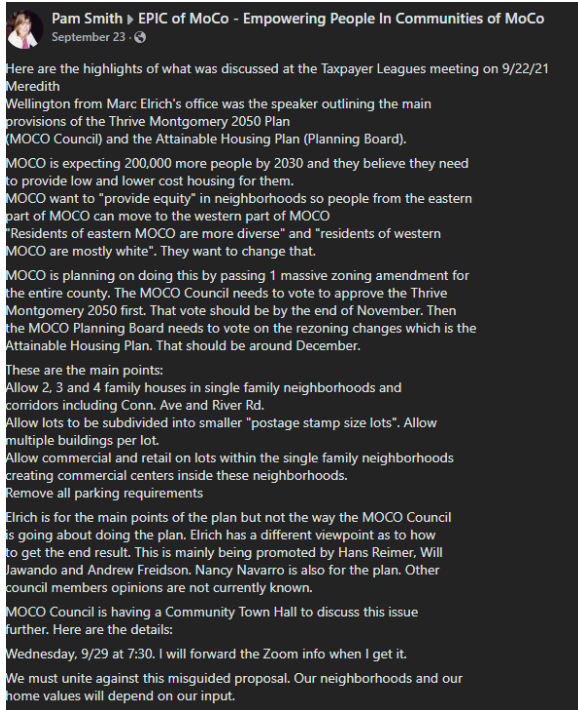 Pam Smith ▸ EPIC of MoCo - Empowering People In Communities of MoCo
September 23 ·
Here are the highlights of what was discussed at the Taxpayer Leagues meeting on 9/22/21
Meredith
Wellington from Marc Elrich's office was the speaker outlining the main
provisions of the Thrive Montgomery 2050 Plan
(MOCO Council) and the Attainable Housing Plan (Planning Board).
MOCO is expecting 200,000 more people by 2030 and they believe they need
to provide low and lower cost housing for them.
MOCO want to "provide equity" in neighborhoods so people from the eastern
part of MOCO can move to the western part of MOCO
"Residents of eastern MOCO are more diverse" and "residents of western
MOCO are mostly white". They want to change that.
MOCO is planning on doing this by passing 1 massive zoning amendment for
the entire county. The MOCO Council needs to vote to approve the Thrive
Montgomery 2050 first. That vote should be by the end of November. Then
the MOCO Planning Board needs to vote on the rezoning changes which is the
Attainable Housing Plan. That should be around December.
These are the main points:
Allow 2, 3 and 4 family houses in single family neighborhoods and
corridors including Conn. Ave and River Rd.
Allow lots to be subdivided into smaller "postage stamp size lots". Allow
multiple buildings per lot.
Allow commercial and retail on lots within the single family neighborhoods
creating commercial centers inside these neighborhoods.
Remove all parking requirements
Elrich is for the main points of the plan but not the way the MOCO Council
is going about doing the plan. Elrich has a different viewpoint as to how
to get the end result. This is mainly being promoted by Hans Reimer, Will
Jawando and Andrew Freidson. Nancy Navarro is also for the plan. Other
council members opinions are not currently known.
MOCO Council is having a Community Town Hall to discuss this issue
further. Here are the details:
Wednesday, 9/29 at 7:30. I will forward the Zoom info when I get it.
We must unite against this misguided proposal. Our neighborhoods and our
home values will depend on our input.